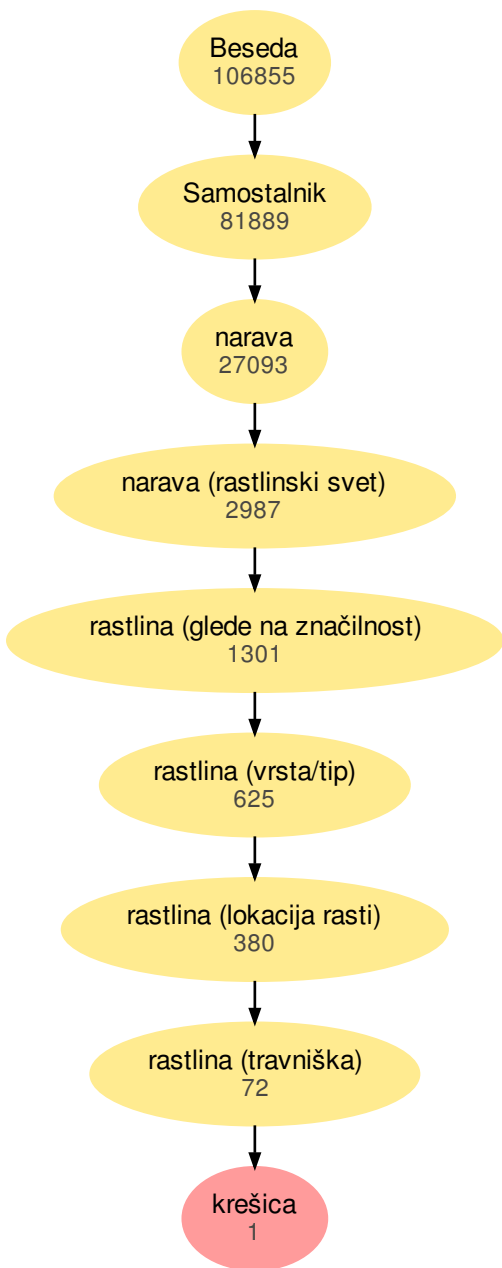 Beseda
106855
Samostalnik
81889
narava
27093
narava (rastlinski svet)
2987
rastlina (glede na značilnost)
1301
rastlina (vrsta/tip)
625
rastlina (lokacija rasti)
380
rastlina (travniška)
72
krešica
1